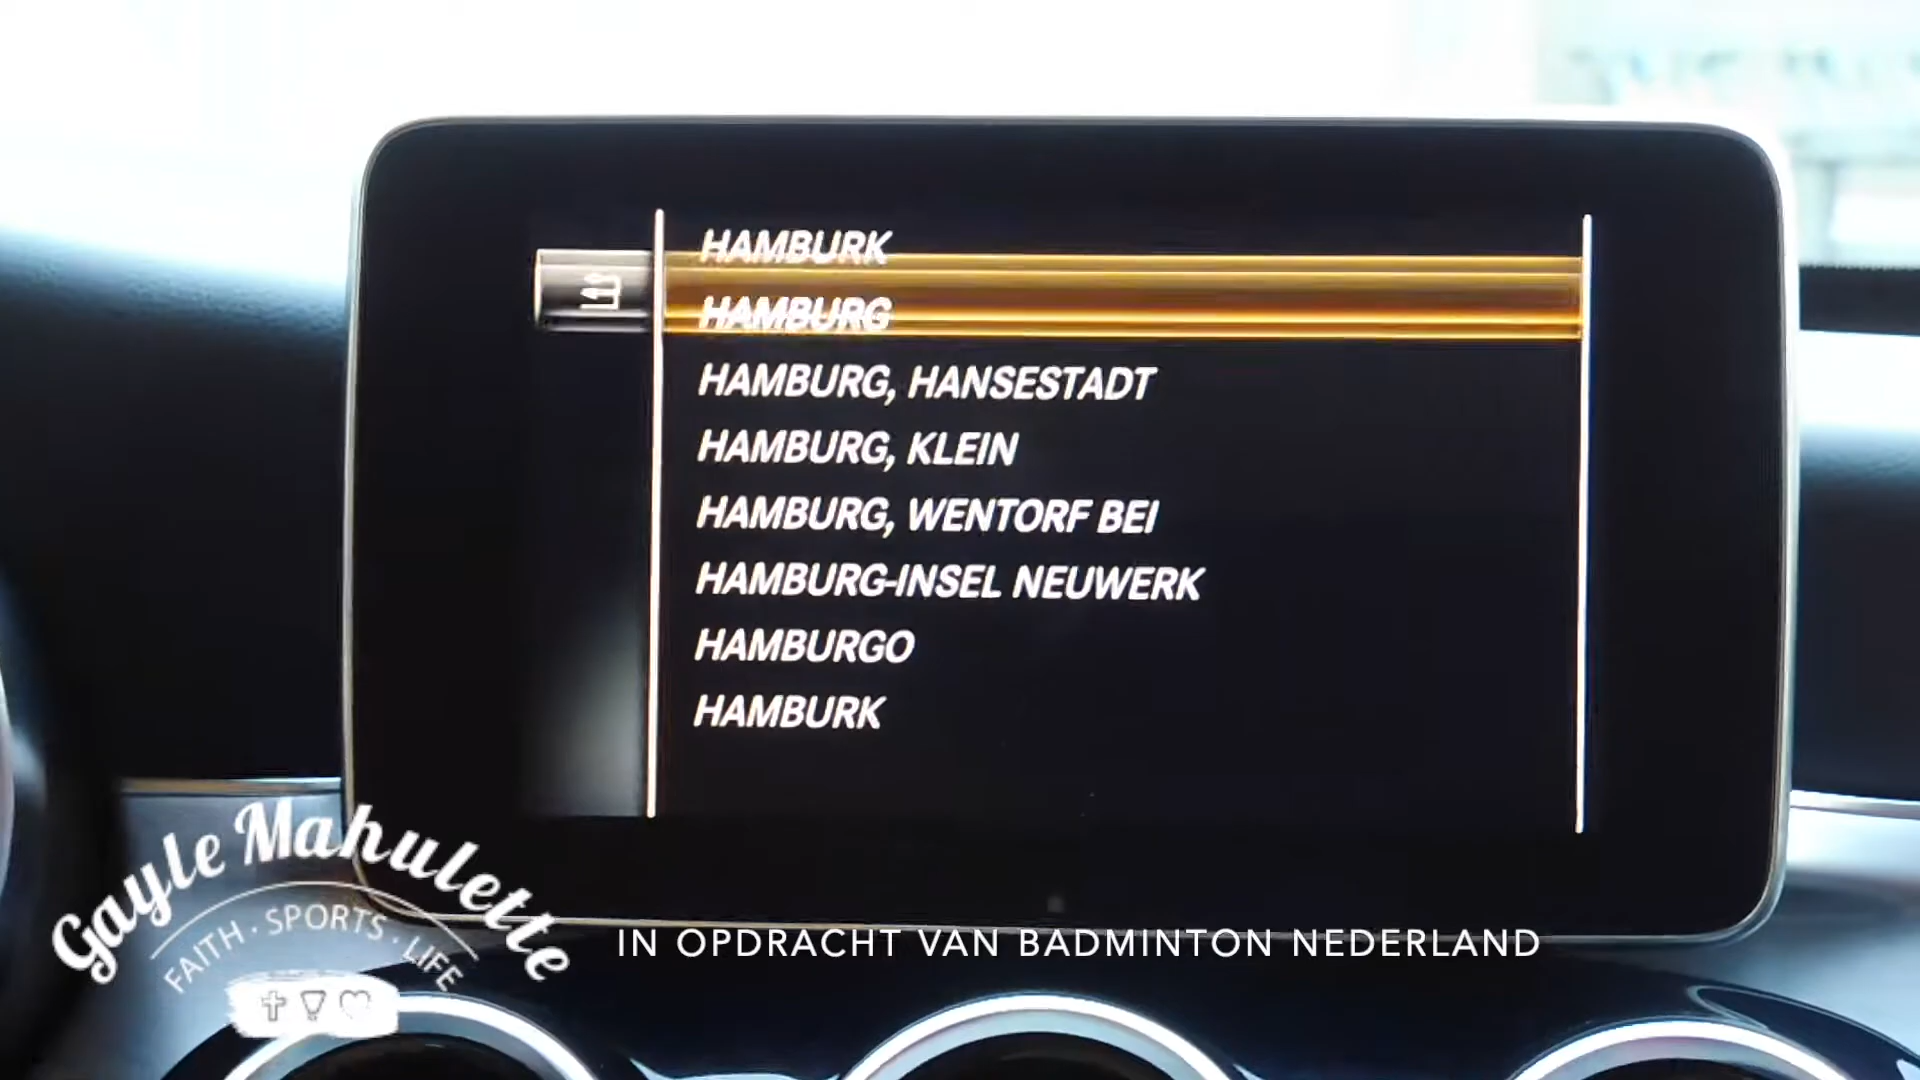 HAMBURK
HAMBURG
HAMBURG, HANSESTADT
HAMBURG, KLEIN
HAMBURG, WENTORF BEI
HAMBURG-INSEL NEUWERK
HAMBURGO
HAMBURK
Gayle Mahulette
FAITH · SPORTS · LIFE
IN OPDRACHT VAN BADMINTON NEDERLAND